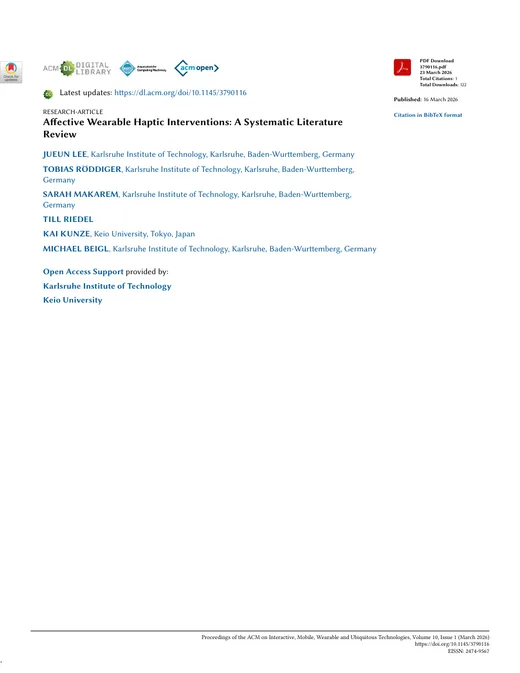 Check for updates
ACM DL DIGITAL LIBRARY
Association for Computing Machinery
acm open
Latest updates: https://dl.acm.org/doi/10.1145/3790116
RESEARCH-ARTICLE
Affective Wearable Haptic Interventions: A Systematic Literature
Review
JUEUN LEE, Karlsruhe Institute of Technology, Karlsruhe, Baden-Wurttemberg, Germany
TOBIAS RÖDDIGER, Karlsruhe Institute of Technology, Karlsruhe, Baden-Wurttemberg,
Germany
SARAH MAKAREM, Karlsruhe Institute of Technology, Karlsruhe, Baden-Wurttemberg,
Germany
TILL RIEDEL
KAI KUNZE, Keio University, Tokyo, Japan
MICHAEL BEIGL, Karlsruhe Institute of Technology, Karlsruhe, Baden-Wurttemberg, Germany
Open Access Support provided by:
Karlsruhe Institute of Technology
Keio University
PDF Download
3790116.pdf
23 March 2026
Total Citations: 1
Total Downloads: 122
Published: 16 March 2026
Citation in BibTeX format
Proceedings of the ACM on Interactive, Mobile, Wearable and Ubiquitous Technologies, Volume 10, Issue 1 (March 2026)
https://doi.org/10.1145/3790116
EISSN: 2474-9567